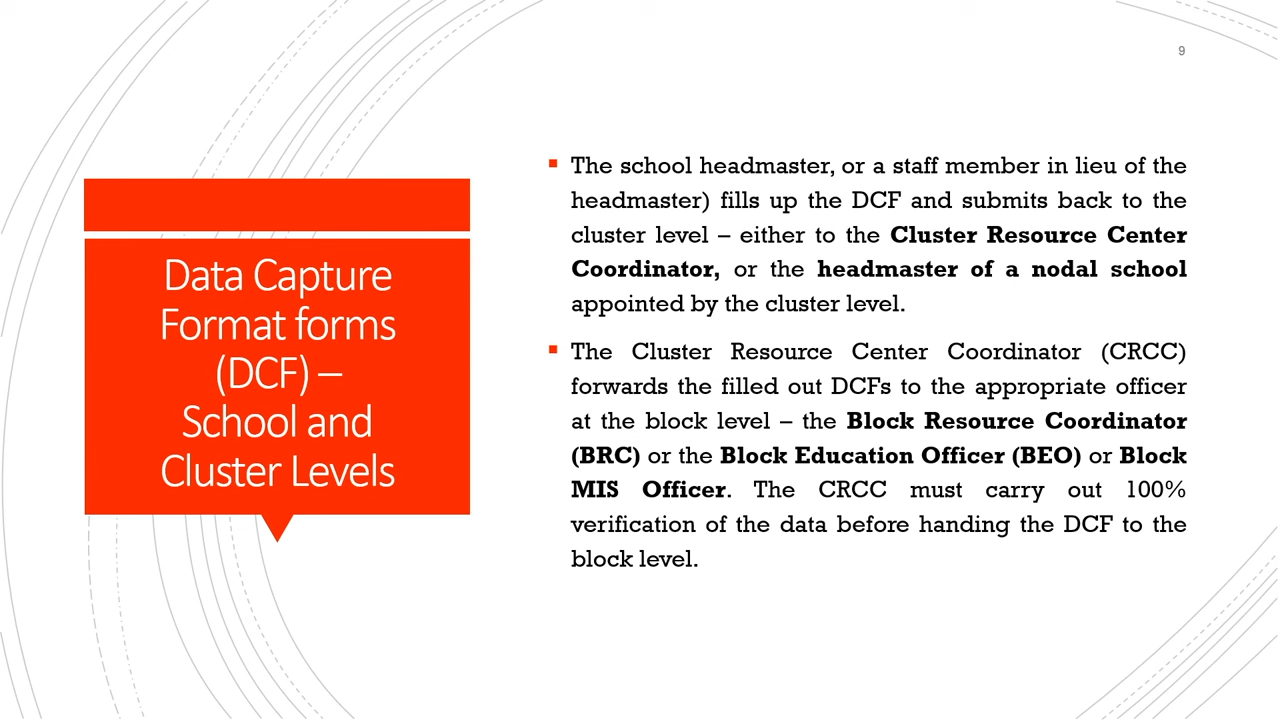 9
Data Capture
Format forms
(DCF) –
School and
Cluster Levels
The school headmaster, or a staff member in lieu of the
headmaster) fills up the DCF and submits back to the
cluster level – either to the Cluster Resource Center
Coordinator, or the headmaster of a nodal school
appointed by the cluster level.
The Cluster Resource Center Coordinator (CRCC)
forwards the filled out DCFs to the appropriate officer
at the block level – the Block Resource Coordinator
(BRC) or the Block Education Officer (BEO) or Block
MIS Officer. The CRCC must carry out 100%
verification of the data before handing the DCF to the
block level.